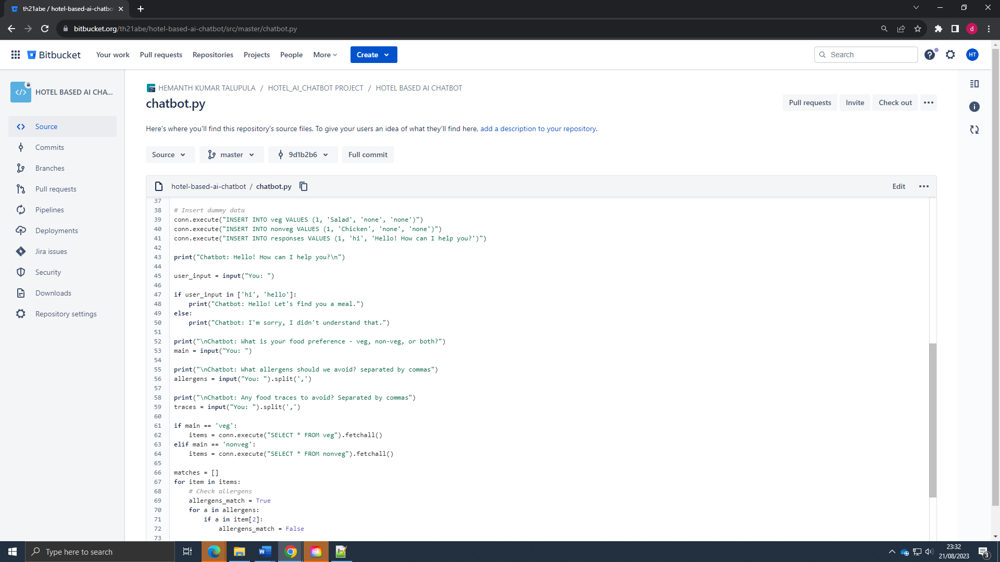 th21abe / hotel-based-ai-chatbo
bitbucket.org/th21abe/hotel-based-ai-chatbot/src/master/chatbot.py
d
Bitbucket
Your work
Pull requests
Repositories
Projects
People
More
Create
Search
HT
HOTEL BASED AI CHA...
Source
Commits
Branches
Pull requests
Pipelines
Deployments
Jira issues
Security
Downloads
Repository settings
HEMANTH KUMAR TALUPULA / HOTEL_AI_CHATBOT PROJECT / HOTEL BASED AI CHATBOT
chatbot.py
Pull requests
Invite
Check out
Here's where you'll find this repository's source files. To give your users an idea of what they'll find here, add a description to your repository.
Source
master
9d1b2b6
Full commit
hotel-based-ai-chatbot / chatbot.py
Edit
37
38 # Insert dummy data
39 conn.execute("INSERT INTO veg VALUES (1, 'Salad', 'none', 'none')")
40 conn.execute("INSERT INTO nonveg VALUES (1, 'Chicken', 'none', 'none')")
41 conn.execute("INSERT INTO responses VALUES (1, 'hi', 'Hello! How can I help you?')")
42
43 print("Chatbot: Hello! How can I help you?\n")
44
45 user_input = input("You: ")
46
47 if user_input in ['hi', 'hello']:
48     print("Chatbot: Hello! Let's find you a meal.")
49 else:
50     print("Chatbot: I'm sorry, I didn't understand that.")
51
52 print("\nChatbot: What is your food preference - veg, non-veg, or both?")
53 main = input("You: ")
54
55 print("\nChatbot: What allergens should we avoid? separated by commas")
56 allergens = input("You: ").split(',')
57
58 print("\nChatbot: Any food traces to avoid? Separated by commas")
59 traces = input("You: ").split(',')
60
61 if main == 'veg':
62     items = conn.execute("SELECT * FROM veg").fetchall()
63 elif main == 'nonveg':
64     items = conn.execute("SELECT * FROM nonveg").fetchall()
65
66 matches = []
67 for item in items:
68     # Check allergens
69     allergens_match = True
70     for a in allergens:
71         if a in item[2]:
72             allergens_match = False
73
Type here to search
23:32
21/08/2023
3